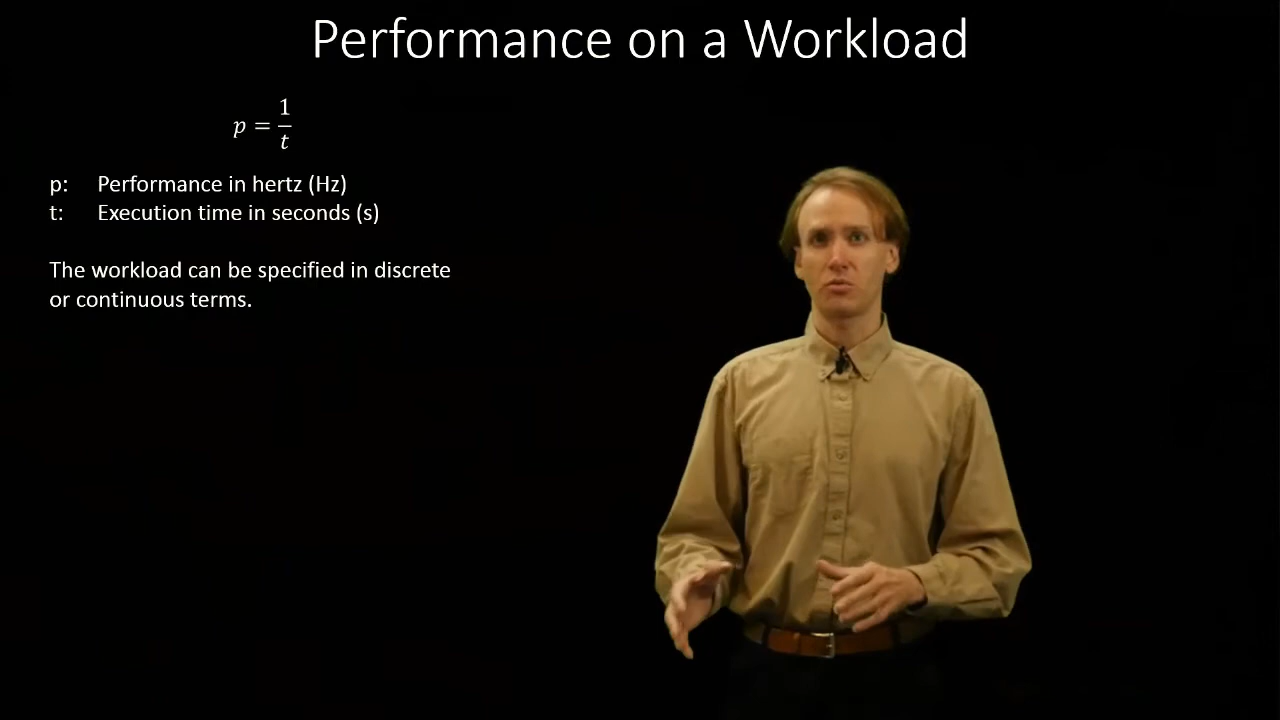 Performance on a Workload
p = 1/t
p: Performance in hertz (Hz)
t: Execution time in seconds (s)
The workload can be specified in discrete
or continuous terms.